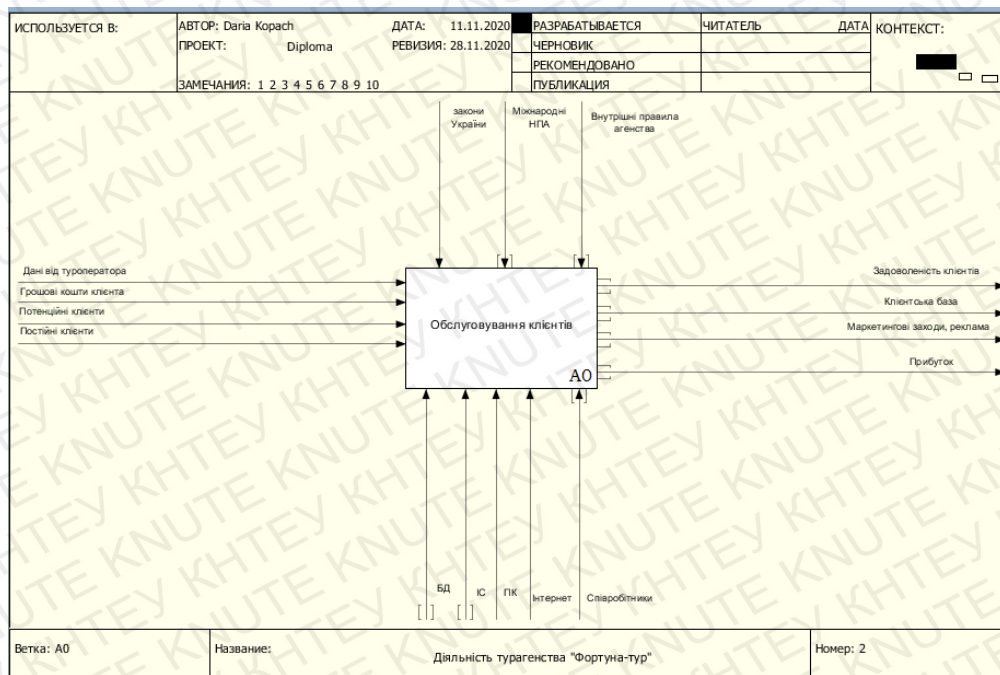 ИСПОЛЬЗУЕТСЯ В:
АВТОР: Daria Kopach
ДАТА: 11.11.2020
ПРОЕКТ: Diploma
РЕВИЗИЯ: 28.11.2020
ЗАМЕЧАНИЯ: 1 2 3 4 5 6 7 8 9 10
РАЗРАБАТЫВАЕТСЯ
ЧЕРНОВИК
РЕКОМЕНДОВАНО
ПУБЛИКАЦИЯ
ЧИТАТЕЛЬ
ДАТА
КОНТЕКСТ:
закони
України
Міжнародні
НПА
Внутрішні правила
агенства
Дані від туроператора
Грошові кошти клієнта
Потенційні клієнти
Постійні клієнти
Обслуговування клієнтів
A0
Задоволеність клієнтів
Клієнтська база
Маркетингові заходи, реклама
Прибуток
БД
ІС
ПК
Інтернет
Співробітники
Ветка: A0
Название:
Діяльність турагенства "Фортуна-тур"
Номер: 2
KNUTE КНТЕУ